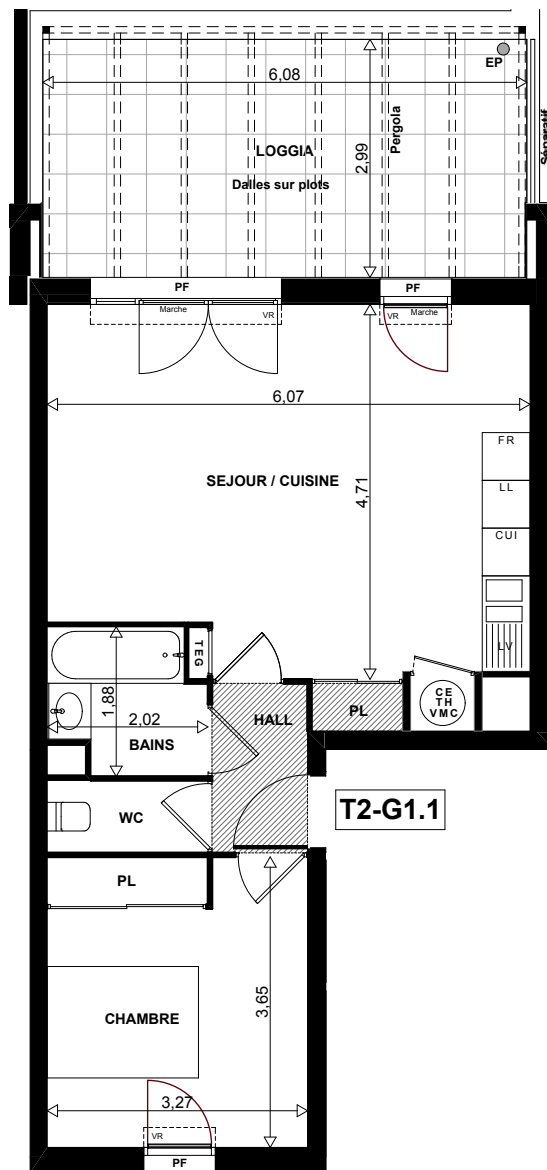 EP
6,08
Séparatif
Pergola
LOGGIA
2,99
Dalles sur plots
PF
PF
Marche
VR
VR
Marche
6,07
FR
SEJOUR / CUISINE
4,71
LL
CUI
TEG
LV
1,88
CE
TH
VMC
2,02
HALL
PL
BAINS
WC
T2-G1.1
PL
3,65
CHAMBRE
3,27
VR
PF